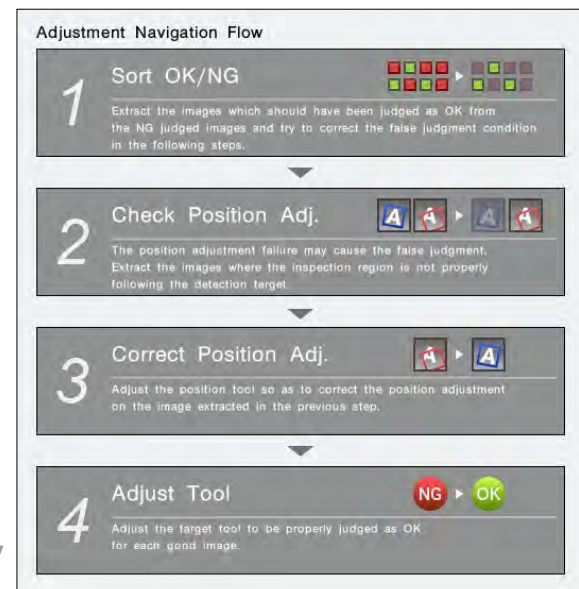 Adjustment Navigation Flow
1 Sort OK/NG
Extract the images which should have been judged as OK from
the NG judged images and try to correct the false judgment condition
in the following steps.
2 Check Position Adj.
A A A A
The position adjustment failure may cause the false judgment.
Extract the images where the inspection region is not properly
following the detection target.
3 Correct Position Adj.
A A
Adjust the position tool so as to correct the position adjustment
on the image extracted in the previous step.
4 Adjust Tool
NG OK
Adjust the target tool to be properly judged as OK
for each good image.